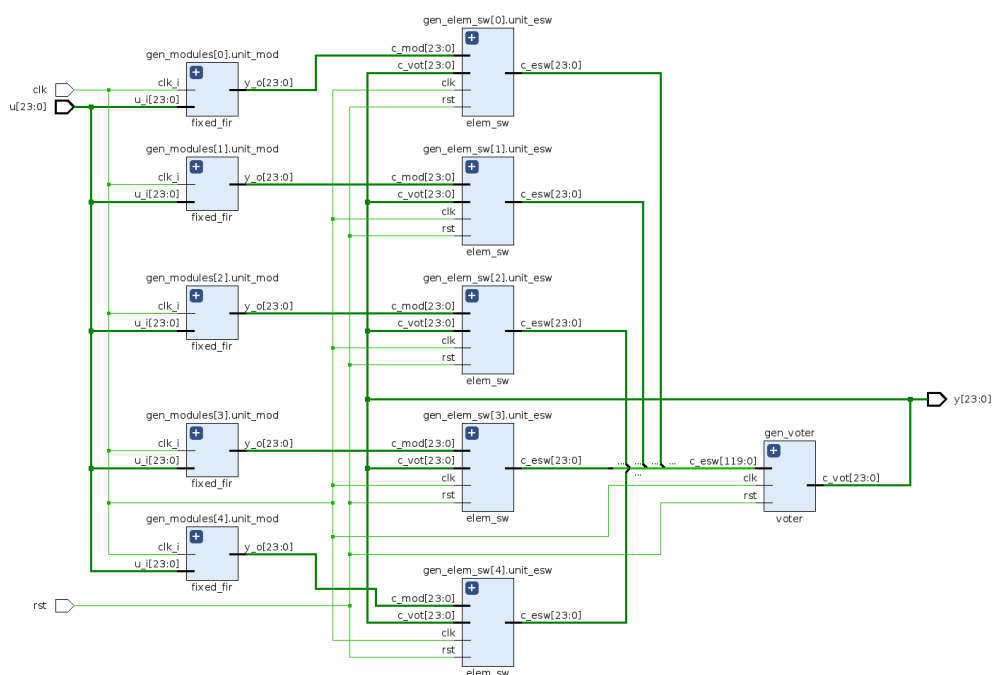 gen_elem_sw[0].unit_esw
gen_modules[0].unit_mod
c_mod[23:0]
c_vot[23:0]
c_esw[23:0]
clk
clk_i
y_o[23:0]
clk
u[23:0]
u_i[23:0]
rst
fixed_fir
elem_sw
gen_modules[1].unit_mod
gen_elem_sw[1].unit_esw
clk_i
y_o[23:0]
c_mod[23:0]
u_i[23:0]
c_vot[23:0]
c_esw[23:0]
clk
fixed_fir
rst
elem_sw
gen_modules[2].unit_mod
gen_elem_sw[2].unit_esw
clk_i
y_o[23:0]
c_mod[23:0]
u_i[23:0]
c_vot[23:0]
c_esw[23:0]
fixed_fir
clk
rst
elem_sw
y[23:0]
gen_modules[3].unit_mod
gen_elem_sw[3].unit_esw
gen_voter
clk_i
y_o[23:0]
c_mod[23:0]
u_i[23:0]
c_vot[23:0]
c_esw[23:0]
... ... ... ...
...
c_esw[119:0]
fixed_fir
clk
clk
c_vot[23:0]
rst
rst
elem_sw
voter
gen_modules[4].unit_mod
clk_i
y_o[23:0]
u_i[23:0]
fixed_fir
gen_elem_sw[4].unit_esw
rst
c_mod[23:0]
c_vot[23:0]
c_esw[23:0]
clk
rst
elem_sw